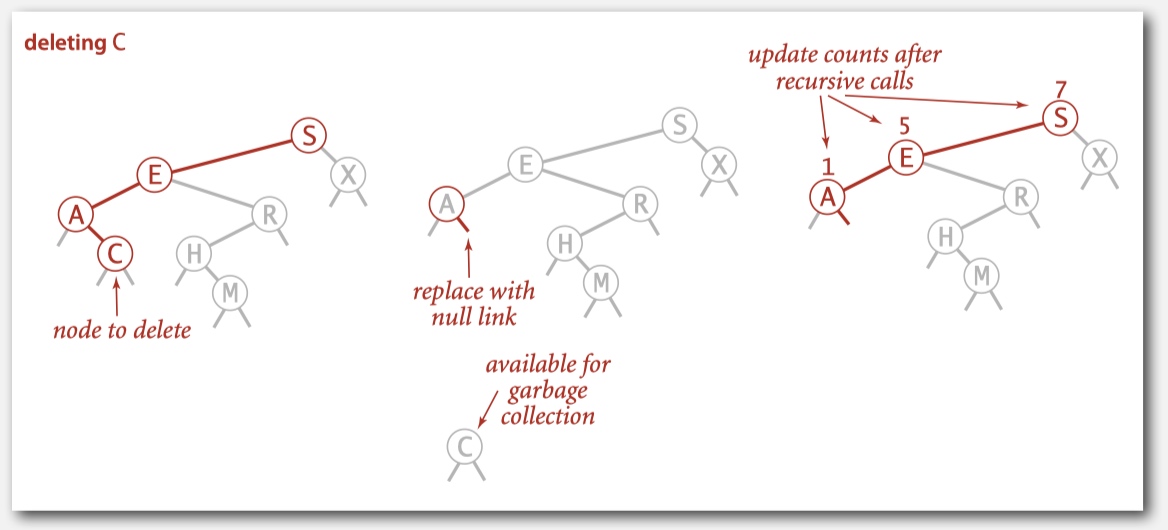 deleting C
S
E
X
A
R
C
H
M
node to delete
S
E
X
A
R
H
M
replace with
null link
available for
garbage
collection
C
update counts after
recursive calls
7
S
5
E
X
1
A
R
H
M